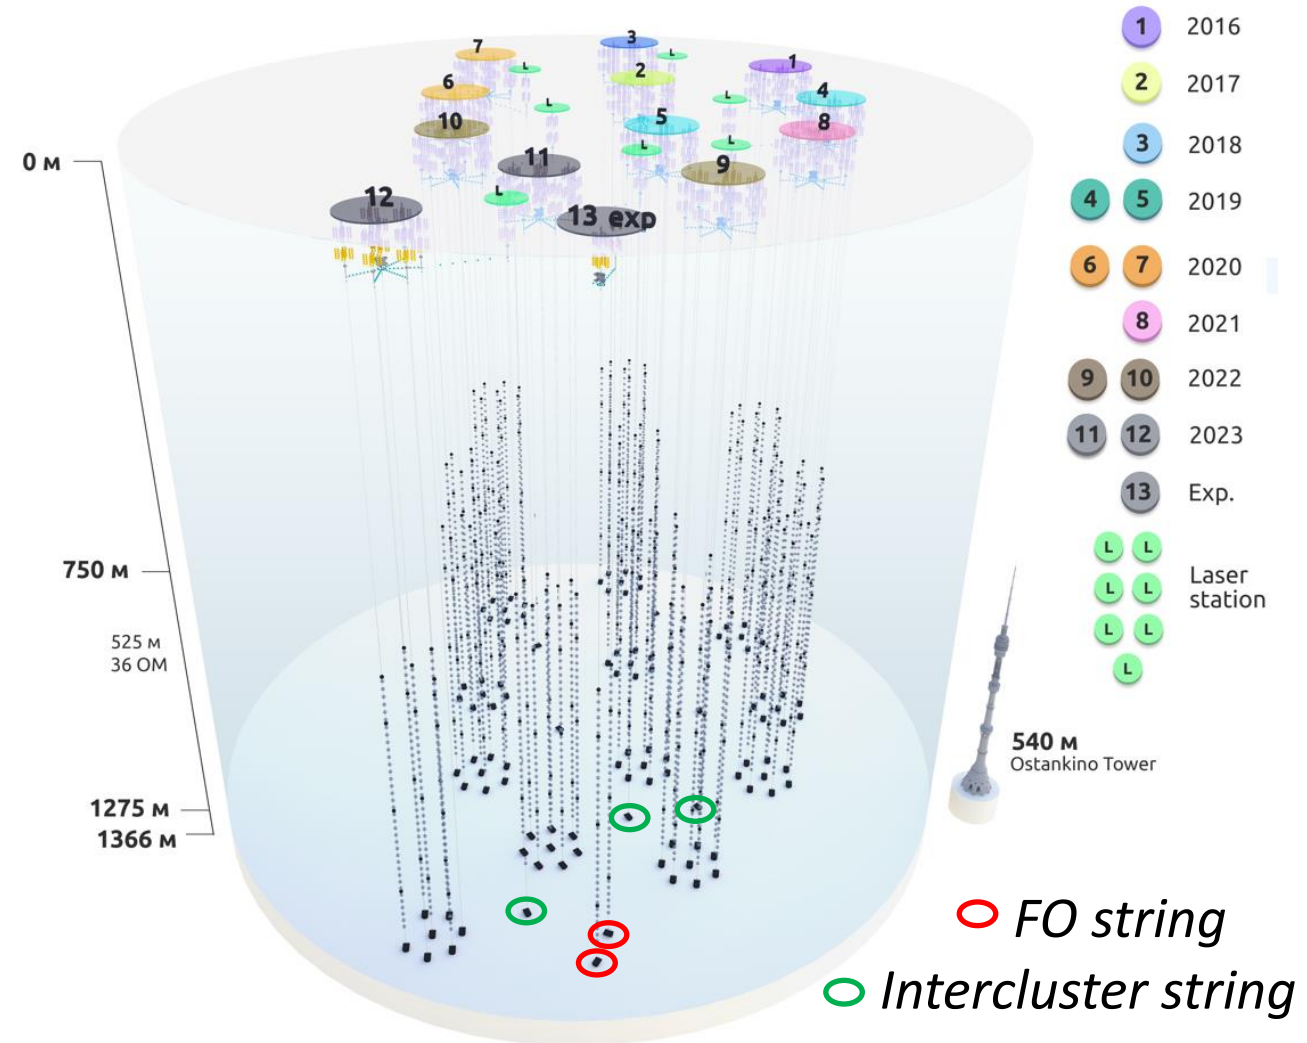 7
3
L
L
1
6
2
4
L
L
10
5
8
11
L
L
9
12
L
13 exp
0 м
750 м
525 м
36 ОМ
1275 м
1366 м
1 2016
2 2017
3 2018
4 5 2019
6 7 2020
8 2021
9 10 2022
11 12 2023
13 Exp.
L L
L L
L L
L
Laser
station
540 м
Ostankino Tower
FO string
Intercluster string